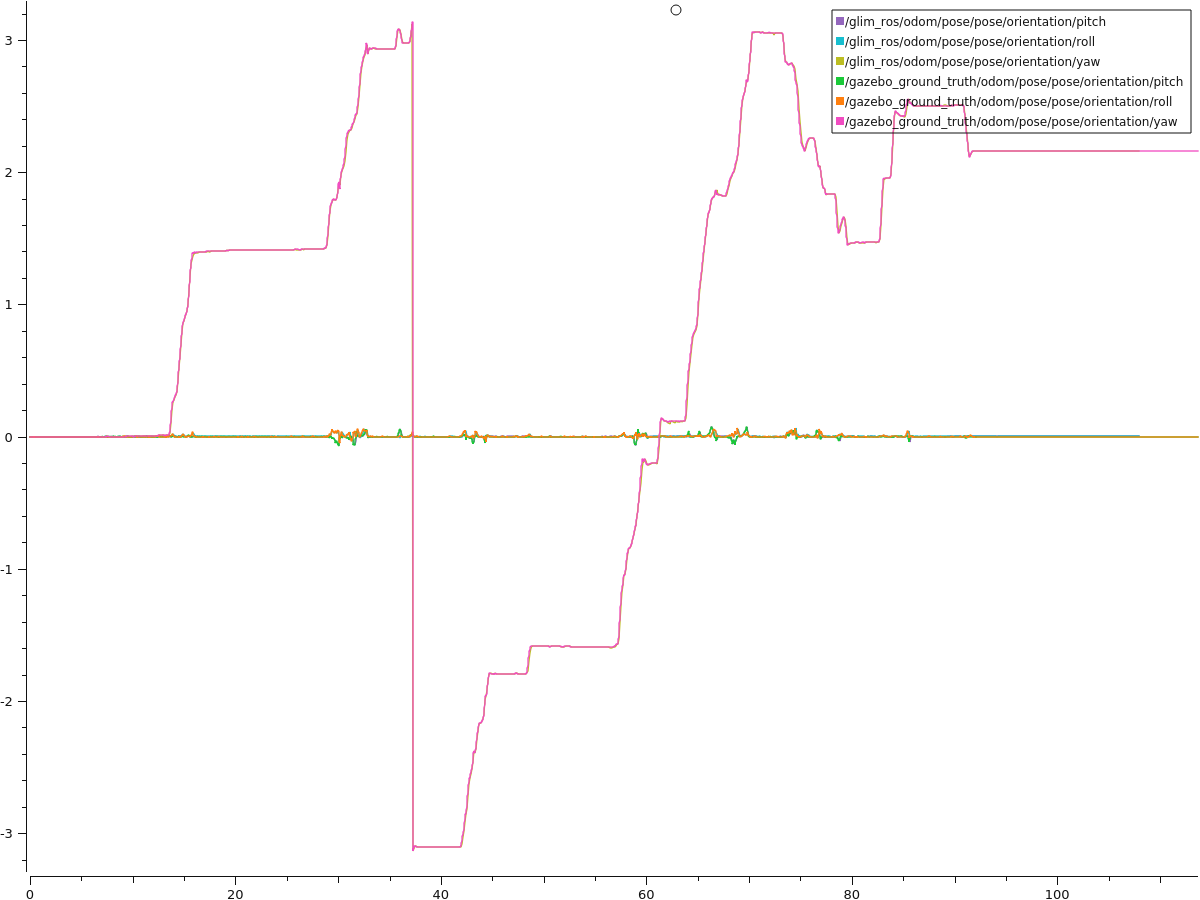 /glim_ros/odom/pose/pose/orientation/pitch
/glim_ros/odom/pose/pose/orientation/roll
/glim_ros/odom/pose/pose/orientation/yaw
/gazebo_ground_truth/odom/pose/pose/orientation/pitch
/gazebo_ground_truth/odom/pose/pose/orientation/roll
/gazebo_ground_truth/odom/pose/pose/orientation/yaw
3
2
1
0
-1
-2
-3
0 20 40 60 80 100